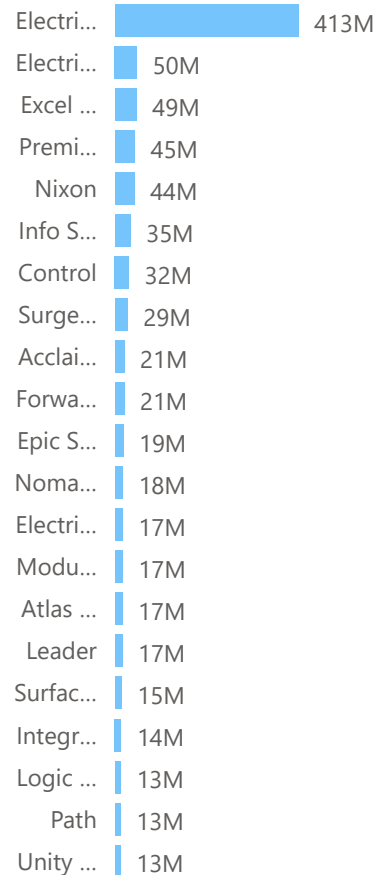 Electri... 413M
Electri... 50M
Excel ... 49M
Premi... 45M
Nixon 44M
Info S... 35M
Control 32M
Surge... 29M
Acclai... 21M
Forwa... 21M
Epic S... 19M
Noma... 18M
Electri... 17M
Modu... 17M
Atlas ... 17M
Leader 17M
Surfac... 15M
Integr... 14M
Logic ... 13M
Path 13M
Unity ... 13M